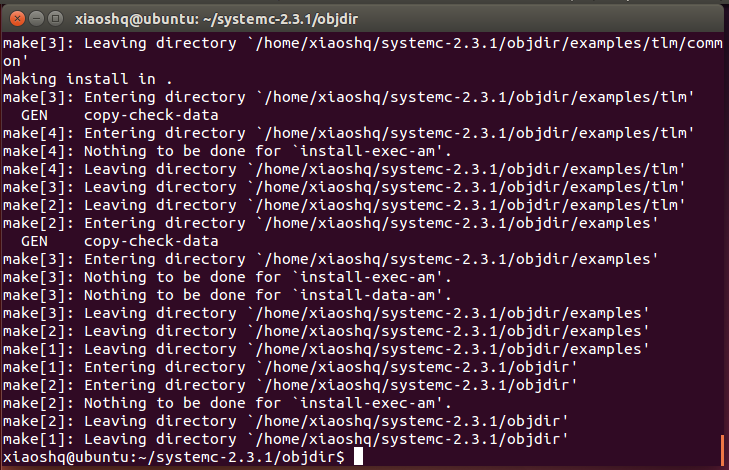 xiaoshq@ubuntu: ~/systemc-2.3.1/objdir
make[3]: Leaving directory `/home/xiaoshq/systemc-2.3.1/objdir/examples/tlm/comm
on'
Making install in .
make[3]: Entering directory `/home/xiaoshq/systemc-2.3.1/objdir/examples/tlm'
  GEN    copy-check-data
make[4]: Entering directory `/home/xiaoshq/systemc-2.3.1/objdir/examples/tlm'
make[4]: Nothing to be done for `install-exec-am'.
make[4]: Leaving directory `/home/xiaoshq/systemc-2.3.1/objdir/examples/tlm'
make[3]: Leaving directory `/home/xiaoshq/systemc-2.3.1/objdir/examples/tlm'
make[2]: Leaving directory `/home/xiaoshq/systemc-2.3.1/objdir/examples/tlm'
make[2]: Entering directory `/home/xiaoshq/systemc-2.3.1/objdir/examples'
  GEN    copy-check-data
make[3]: Entering directory `/home/xiaoshq/systemc-2.3.1/objdir/examples'
make[3]: Nothing to be done for `install-exec-am'.
make[3]: Nothing to be done for `install-data-am'.
make[3]: Leaving directory `/home/xiaoshq/systemc-2.3.1/objdir/examples'
make[2]: Leaving directory `/home/xiaoshq/systemc-2.3.1/objdir/examples'
make[1]: Leaving directory `/home/xiaoshq/systemc-2.3.1/objdir/examples'
make[1]: Entering directory `/home/xiaoshq/systemc-2.3.1/objdir'
make[2]: Entering directory `/home/xiaoshq/systemc-2.3.1/objdir'
make[2]: Nothing to be done for `install-exec-am'.
make[2]: Leaving directory `/home/xiaoshq/systemc-2.3.1/objdir'
make[1]: Leaving directory `/home/xiaoshq/systemc-2.3.1/objdir'
xiaoshq@ubuntu:~/systemc-2.3.1/objdir$